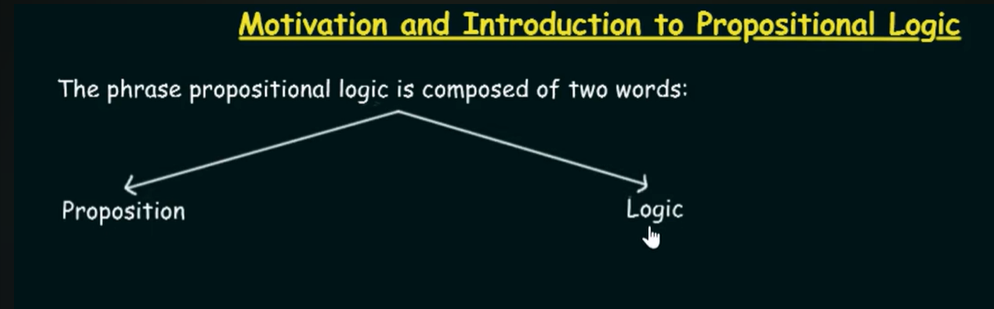 Motivation and Introduction to Propositional Logic
The phrase propositional logic is composed of two words:
Proposition
Logic